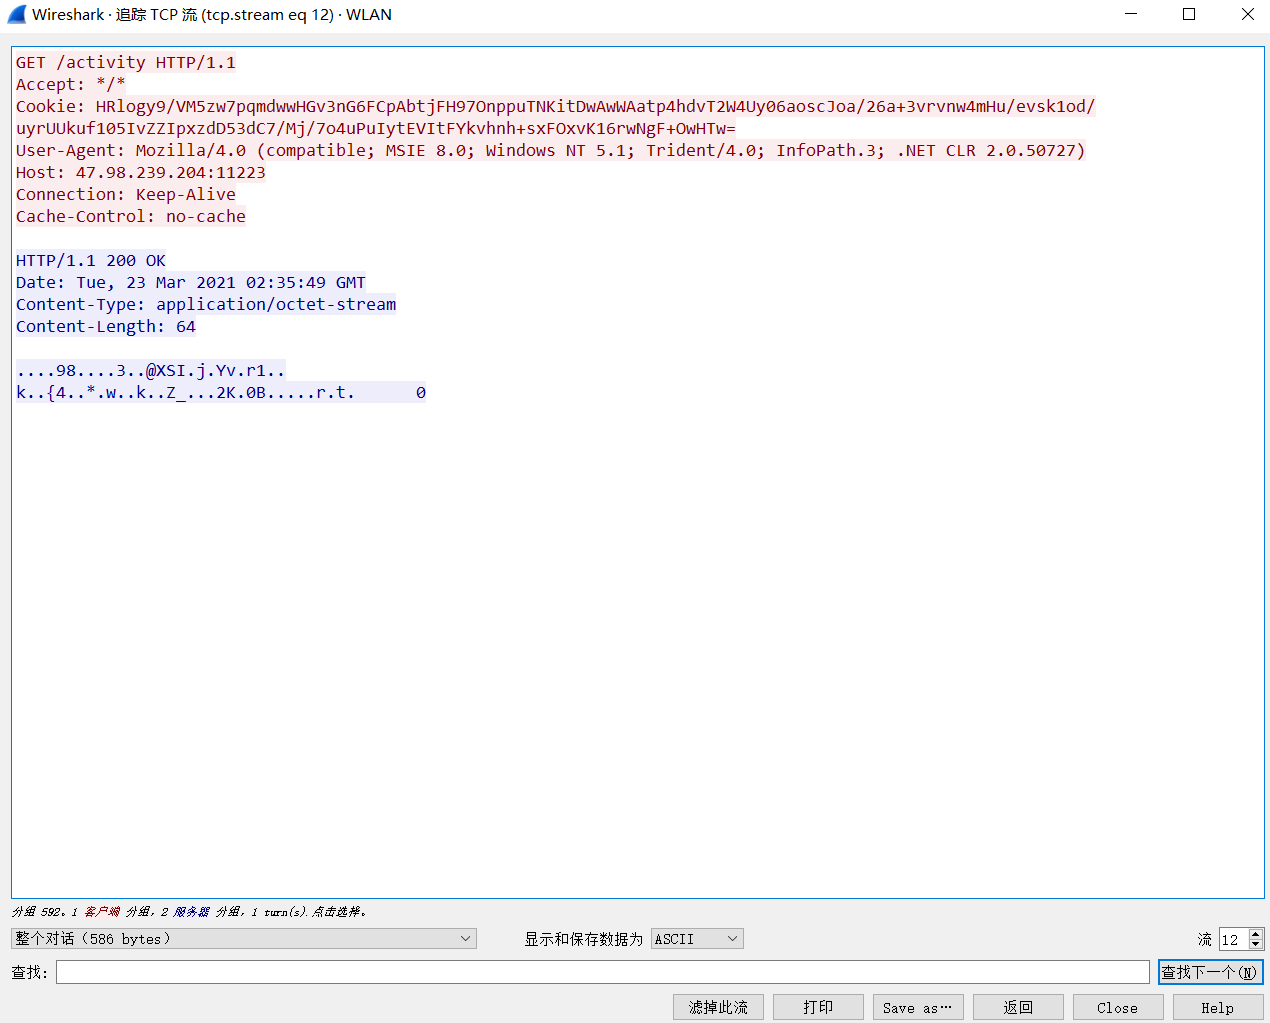 Wireshark · 追踪 TCP 流 (tcp.stream eq 12) · WLAN
GET /activity HTTP/1.1
Accept: */*
Cookie: HRlogy9/VM5zw7pqmdwwHGv3nG6FCpAbtjFH97OnppuTNKitDwAwWAatp4hdvT2W4Uy06aoscJoa/26a+3vrvnw4mHu/evsk1od/
uyrUUkuf105IvZZIpxzdD53dC7/Mj/7o4uPuIytEVItFYkvhnh+sxFOxvK16rwNgF+OwHTw=
User-Agent: Mozilla/4.0 (compatible; MSIE 8.0; Windows NT 5.1; Trident/4.0; InfoPath.3; .NET CLR 2.0.50727)
Host: 47.98.239.204:11223
Connection: Keep-Alive
Cache-Control: no-cache
HTTP/1.1 200 OK
Date: Tue, 23 Mar 2021 02:35:49 GMT
Content-Type: application/octet-stream
Content-Length: 64
....98....3..@XSI.j.Yv.r1..
k..{4..*.w..k..Z_...2K.0B.....r.t.      0
分组 592。1 客户端 分组，2 服务器 分组，1 turn(s).点击选择。
整个对话（586 bytes）
显示和保存数据为 ASCII
流 12
查找：
查找下一个(N)
滤掉此流
打印
Save as…
返回
Close
Help